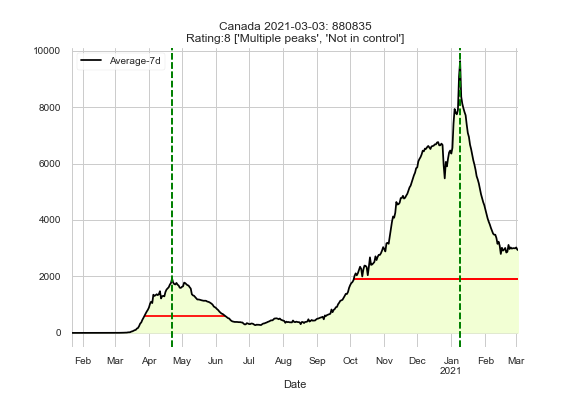 Canada 2021-03-03: 880835
Rating:8 ['Multiple peaks', 'Not in control']
Average-7d
10000
8000
6000
4000
2000
0
Feb Mar Apr May Jun Jul Aug Sep Oct Nov Dec Jan Feb Mar
2021
Date